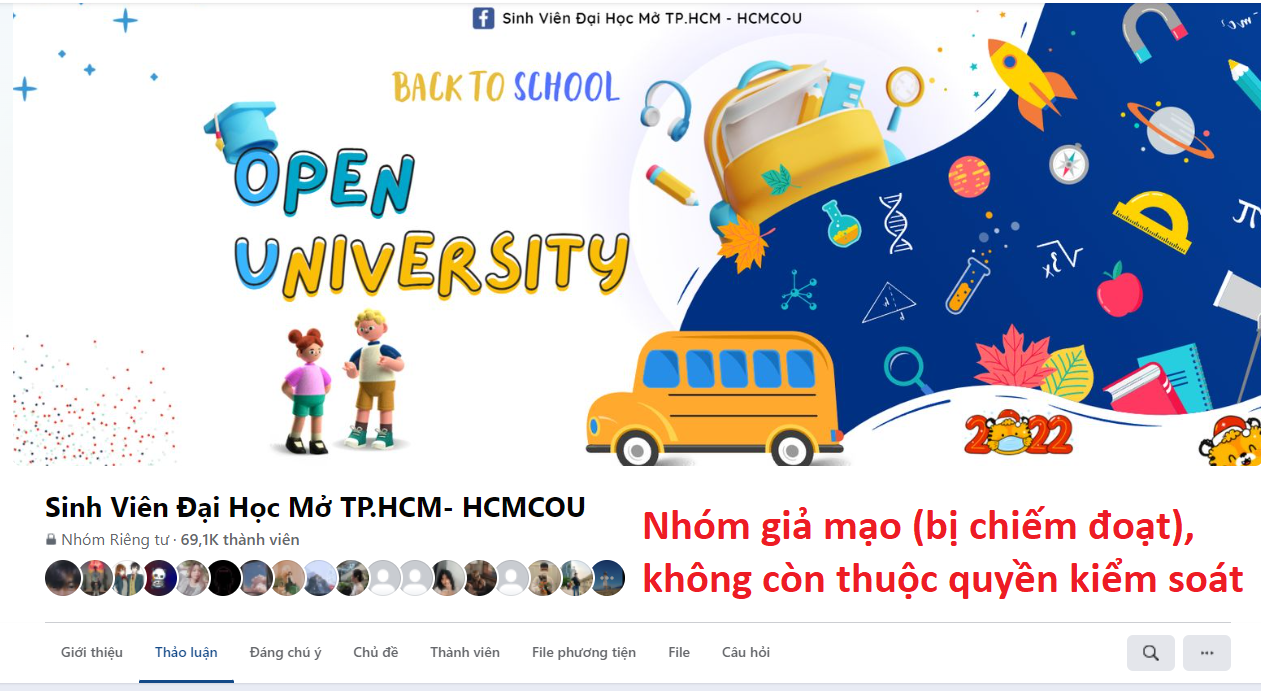 Sinh Viên Đại Học Mở TP.HCM - HCMCOU
BACK TO SCHOOL
OPEN
UNIVERSITY
π
√3x
2022
Sinh Viên Đại Học Mở TP.HCM- HCMCOU
Nhóm Riêng tư · 69,1K thành viên
Nhóm giả mạo (bị chiếm đoạt),
không còn thuộc quyền kiểm soát
Giới thiệu Thảo luận Đáng chú ý Chủ đề Thành viên File phương tiện File Câu hỏi